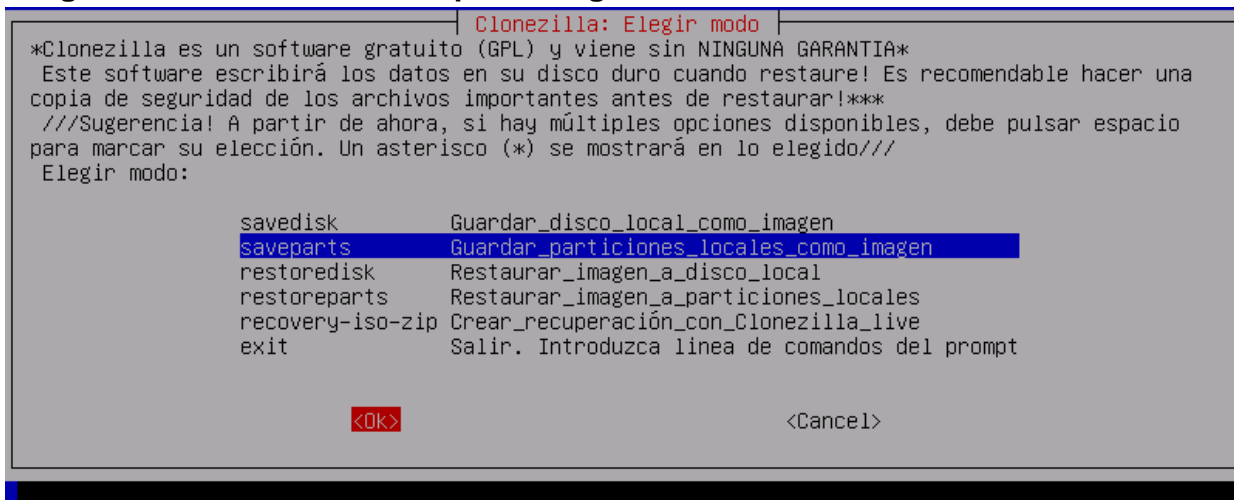 Clonezilla: Elegir modo
*Clonezilla es un software gratuito (GPL) y viene sin NINGUNA GARANTIA*
Este software escribirá los datos en su disco duro cuando restaure! Es recomendable hacer una
copia de seguridad de los archivos importantes antes de restaurar!***
///Sugerencia! A partir de ahora, si hay múltiples opciones disponibles, debe pulsar espacio
para marcar su elección. Un asterisco (*) se mostrará en lo elegido///
Elegir modo:
savedisk Guardar_disco_local_como_imagen
saveparts Guardar_particiones_locales_como_imagen
restoredisk Restaurar_imagen_a_disco_local
restoreparts Restaurar_imagen_a_particiones_locales
recovery-iso-zip Crear_recuperación_con_Clonezilla_live
exit Salir. Introduzca linea de comandos del prompt
<Ok> <Cancel>